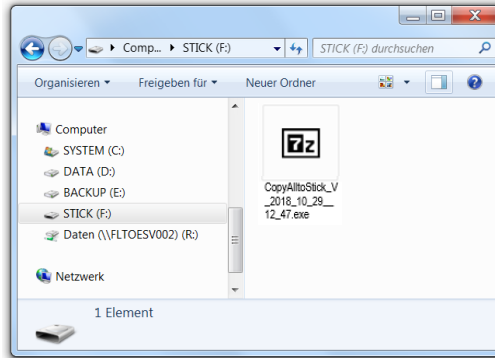 Comp... STICK (F:)
STICK (F:) durchsuchen
Organisieren
Freigeben für
Neuer Ordner
Computer
SYSTEM (C:)
DATA (D:)
BACKUP (E:)
STICK (F:)
Daten (\\FLTOESV002) (R:)
Netzwerk
7z
CopyAlltoStick_V
_2018_10_29__
12_47.exe
1 Element